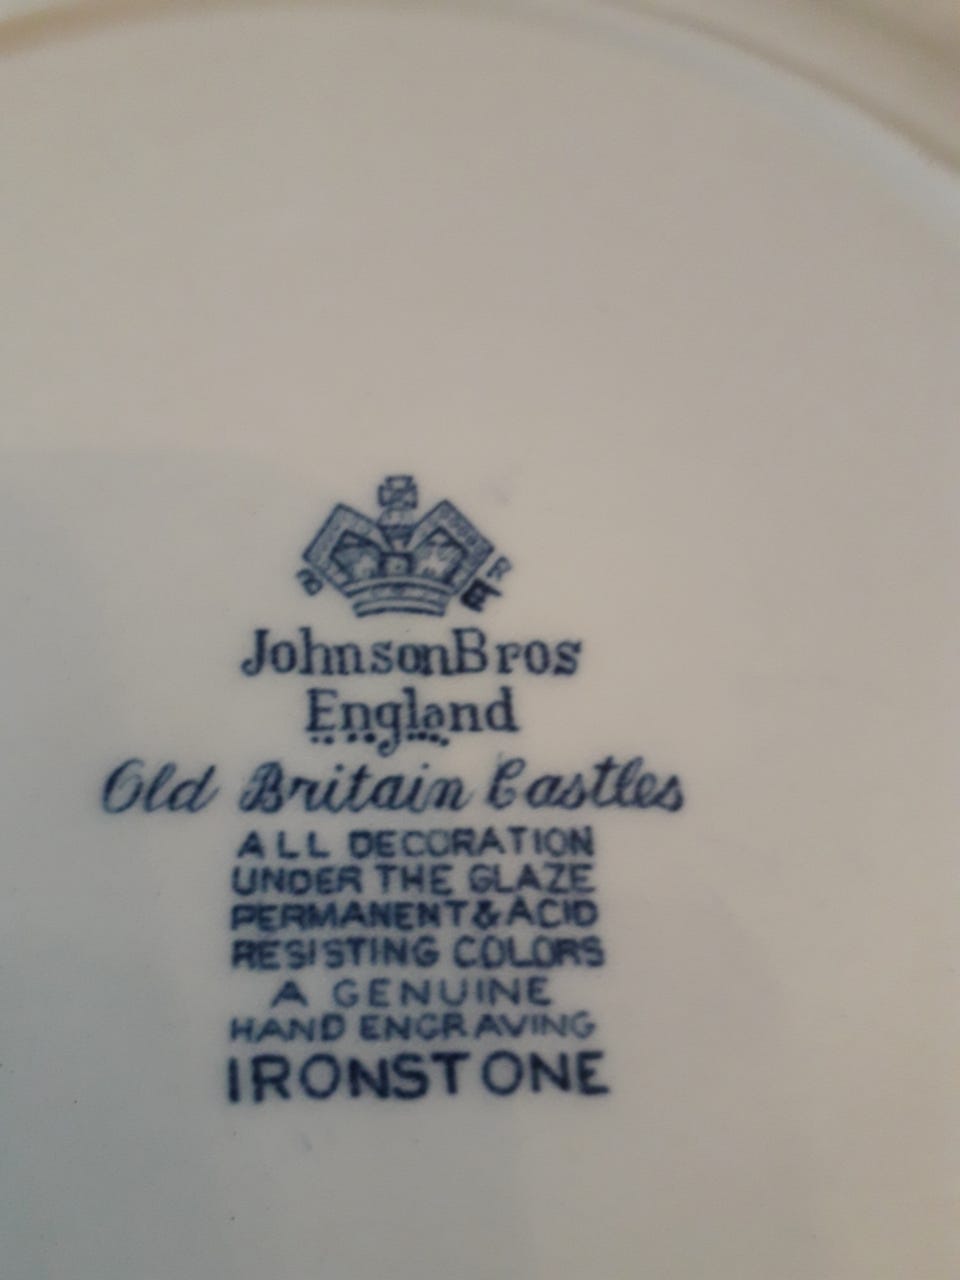 JohnsonBros
England
Old Britain Castles
ALL DECORATION
UNDER THE GLAZE
PERMANENT & ACID
RESISTING COLORS
A GENUINE
HAND ENGRAVING
IRONSTONE